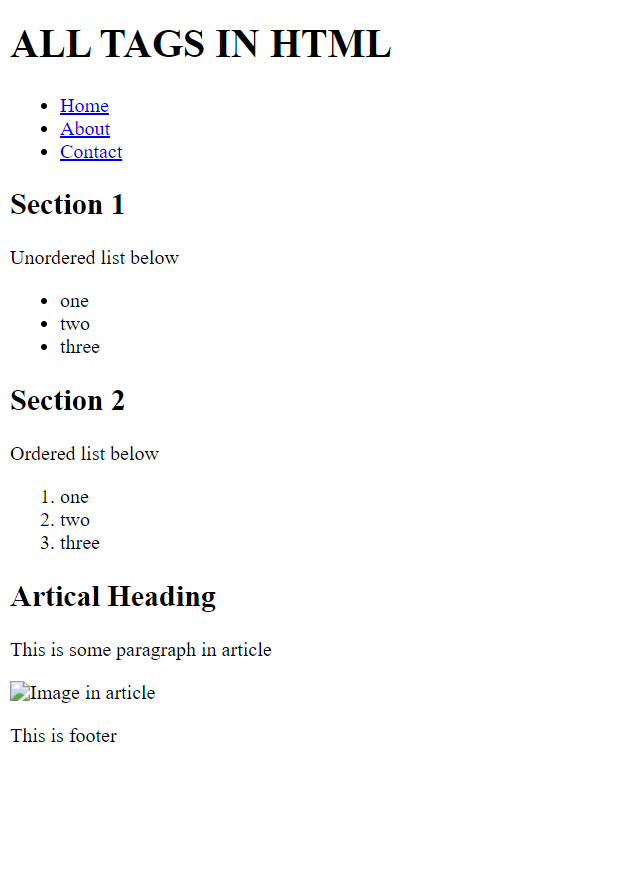 ALL TAGS IN HTML
Home
About
Contact
Section 1
Unordered list below
one
two
three
Section 2
Ordered list below
1. one
2. two
3. three
Artical Heading
This is some paragraph in article
Image in article
This is footer